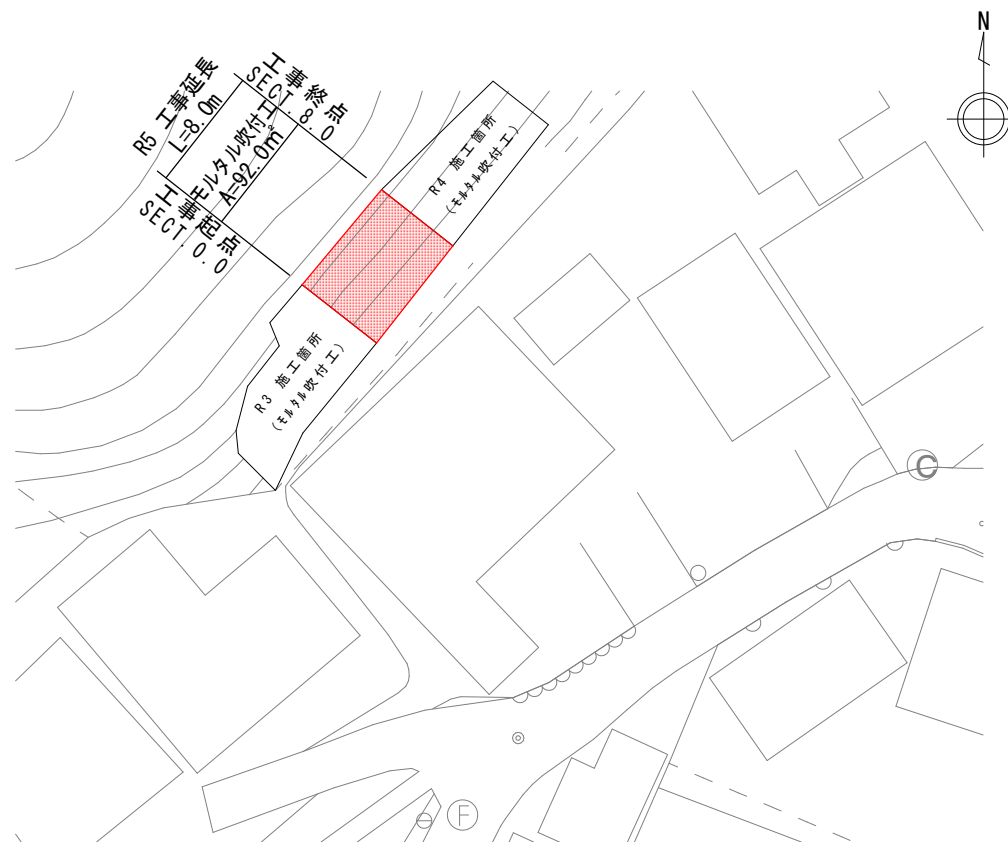 N
工事終点
SECT.8.0
R5 工事延長
L=8.0m
モルタル吹付工
A=92.0㎡
工事起点
SECT.0.0
R4 施工箇所
(モルタル吹付工)
R3 施工箇所
(モルタル吹付工)
C
F